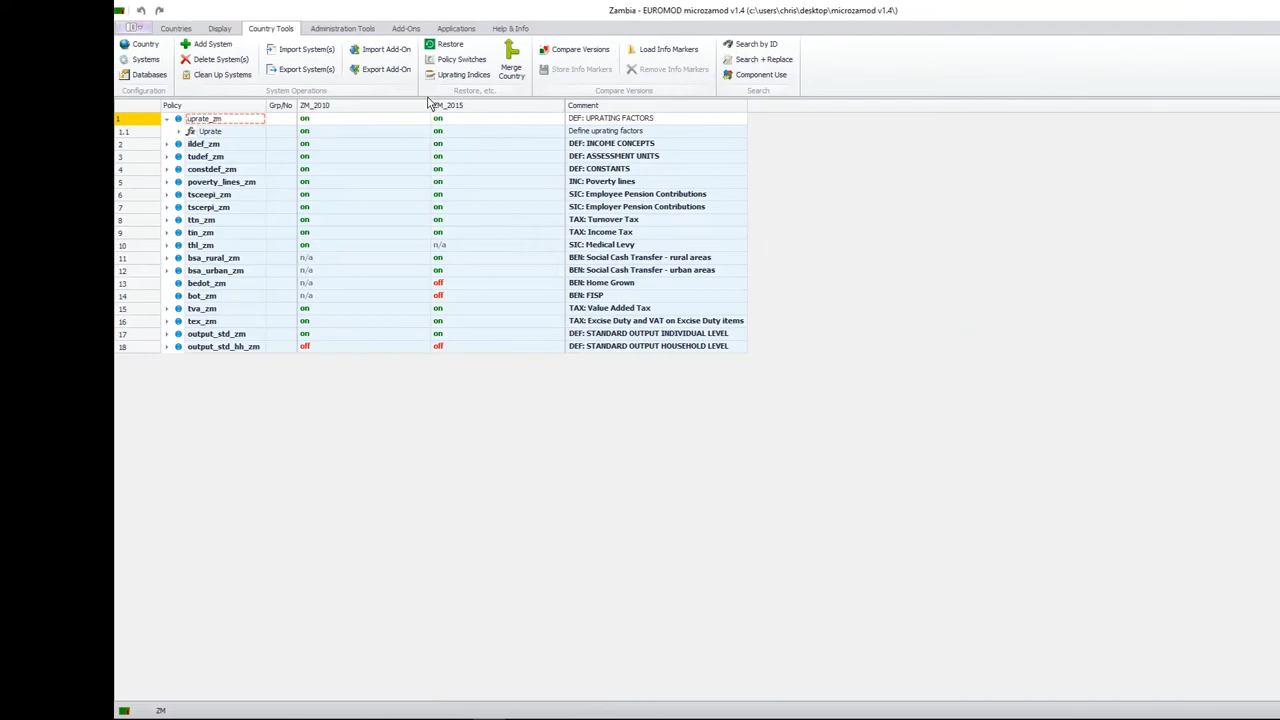 Zambia - EUROMOD microzamod v1.4 (c:\users\chris\desktop\microzamod v1.4\)
Countries Display Country Tools Administration Tools Add-Ons Applications Help & Info
Country Add System Import System(s) Import Add-On Restore Merge Country Compare Versions Load Info Markers Search by ID
Systems Delete System(s) Policy Switches Search + Replace
Databases Clean Up Systems Export System(s) Export Add-On Uprating Indices Store Info Markers Remove Info Markers Component Use
Configuration System Operations Restore, etc. Compare Versions Search
Policy Grp/No ZM_2010 ZM_2015 Comment
1 uprate_zm on on DEF: UPRATING FACTORS
1.1 fx Uprate on on Define uprating factors
2 ildef_zm on on DEF: INCOME CONCEPTS
3 tudef_zm on on DEF: ASSESSMENT UNITS
4 constdef_zm on on DEF: CONSTANTS
5 poverty_lines_zm on on INC: Poverty lines
6 tsceepi_zm on on SIC: Employee Pension Contributions
7 tscerpi_zm on on SIC: Employer Pension Contributions
8 ttn_zm on on TAX: Turnover Tax
9 tin_zm on on TAX: Income Tax
10 thl_zm on n/a SIC: Medical Levy
11 bsa_rural_zm n/a on BEN: Social Cash Transfer - rural areas
12 bsa_urban_zm n/a on BEN: Social Cash Transfer - urban areas
13 bedot_zm n/a off BEN: Home Grown
14 bot_zm n/a off BEN: FISP
15 tva_zm on on TAX: Value Added Tax
16 tex_zm on on TAX: Excise Duty and VAT on Excise Duty items
17 output_std_zm on on DEF: STANDARD OUTPUT INDIVIDUAL LEVEL
18 output_std_hh_zm off off DEF: STANDARD OUTPUT HOUSEHOLD LEVEL
ZM